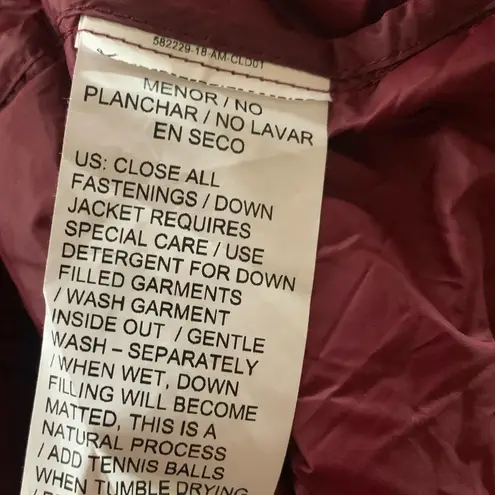 582229-18-AM-CLD01
MENOR / NO
PLANCHAR / NO LAVAR
EN SECO
US: CLOSE ALL
FASTENINGS / DOWN
JACKET REQUIRES
SPECIAL CARE / USE
DETERGENT FOR DOWN
FILLED GARMENTS
/ WASH GARMENT
INSIDE OUT / GENTLE
WASH – SEPARATELY
/ WHEN WET, DOWN
FILLING WILL BECOME
MATTED, THIS IS A
NATURAL PROCESS
/ ADD TENNIS BALLS
WHEN TUMBLE DRYING